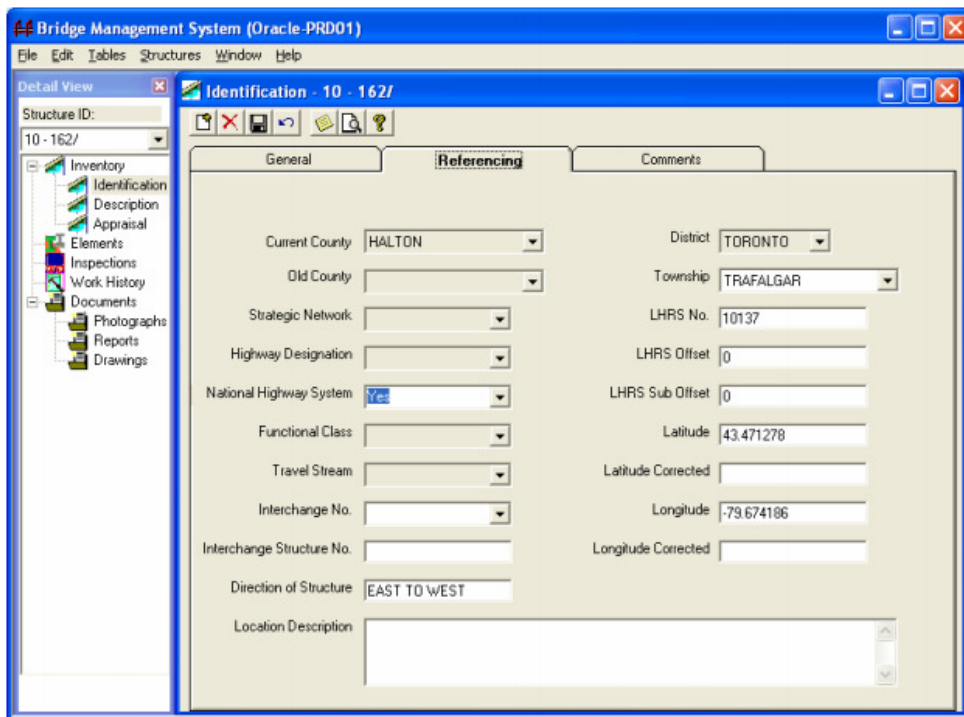 Bridge Management System (Oracle-PRD01)
File Edit Tables Structures Window Help
Detail View
Structure ID:
10 - 162/
Inventory
Identification
Description
Appraisal
Elements
Inspections
Work History
Documents
Photographs
Reports
Drawings
Identification - 10 - 162/
General Referencing Comments
Current County HALTON District TORONTO
Old County Township TRAFALGAR
Strategic Network LHRS No. 10137
Highway Designation LHRS Offset 0
National Highway System Yes LHRS Sub Offset 0
Functional Class Latitude 43.471278
Travel Stream Latitude Corrected
Interchange No. Longitude -79.674186
Interchange Structure No. Longitude Corrected
Direction of Structure EAST TO WEST
Location Description